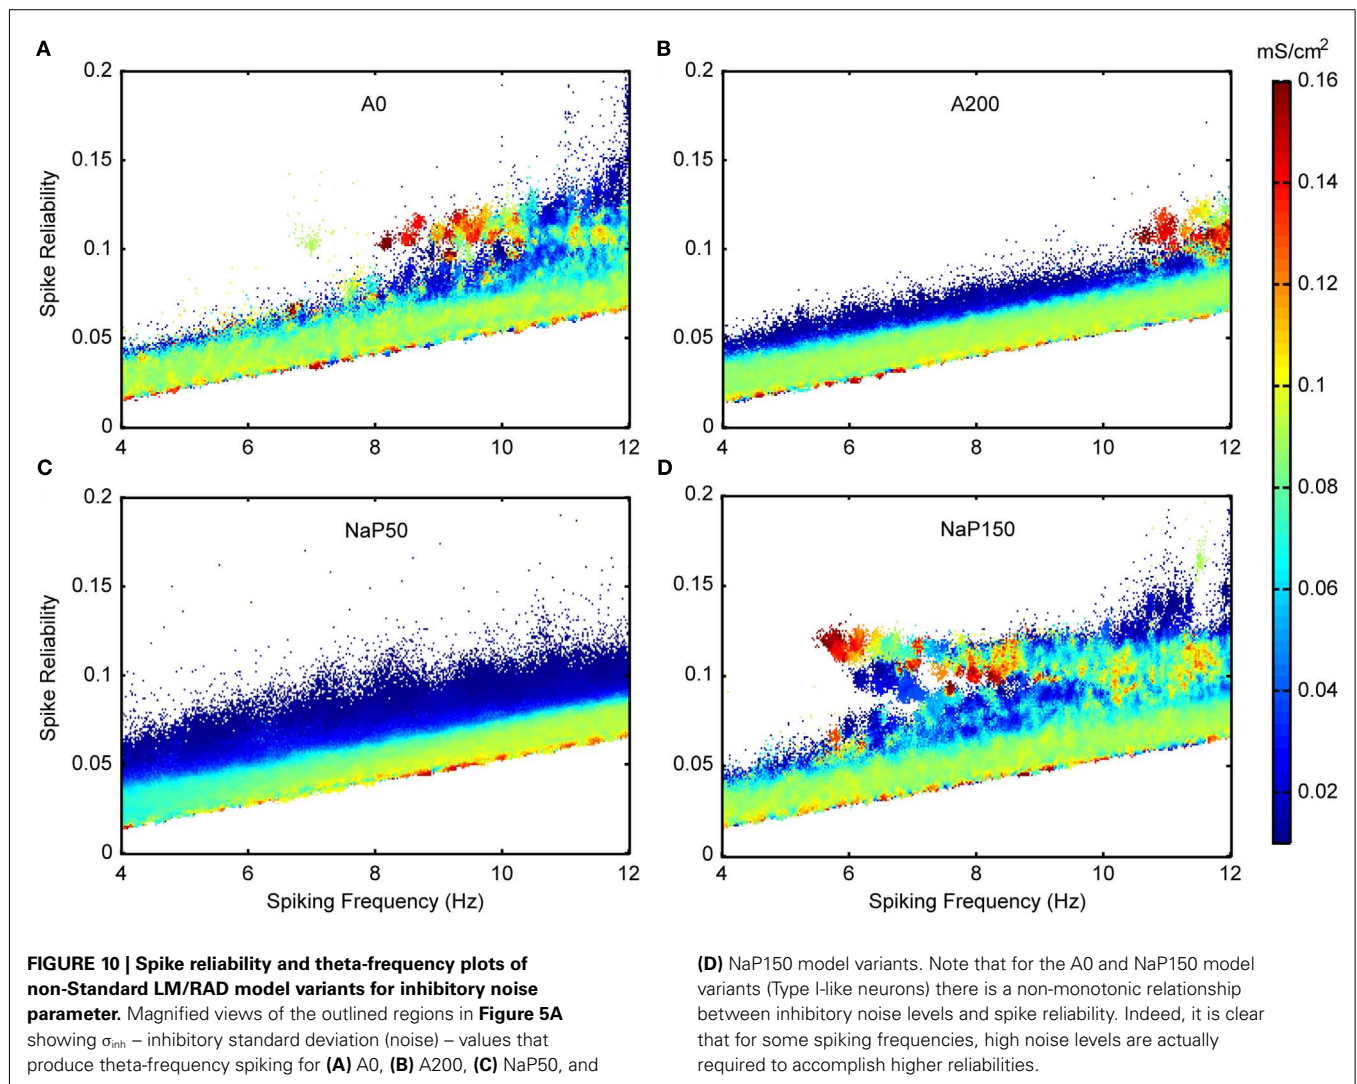 A
B
mS/cm²
0.2
0.15
0.1
0.05
0
A0
Spike Reliability
4 6 8 10 12
0.2
0.15
0.1
0.05
0
A200
4 6 8 10 12
0.16
0.14
0.12
0.1
0.08
0.06
0.04
0.02
C
D
0.2
0.15
0.1
0.05
0
NaP50
Spike Reliability
4 6 8 10 12
Spiking Frequency (Hz)
0.2
0.15
0.1
0.05
0
NaP150
4 6 8 10 12
Spiking Frequency (Hz)
FIGURE 10 | Spike reliability and theta-frequency plots of
non-Standard LM/RAD model variants for inhibitory noise
parameter. Magnified views of the outlined regions in Figure 5A
showing σinh – inhibitory standard deviation (noise) – values that
produce theta-frequency spiking for (A) A0, (B) A200, (C) NaP50, and
(D) NaP150 model variants. Note that for the A0 and NaP150 model
variants (Type I-like neurons) there is a non-monotonic relationship
between inhibitory noise levels and spike reliability. Indeed, it is clear
that for some spiking frequencies, high noise levels are actually
required to accomplish higher reliabilities.